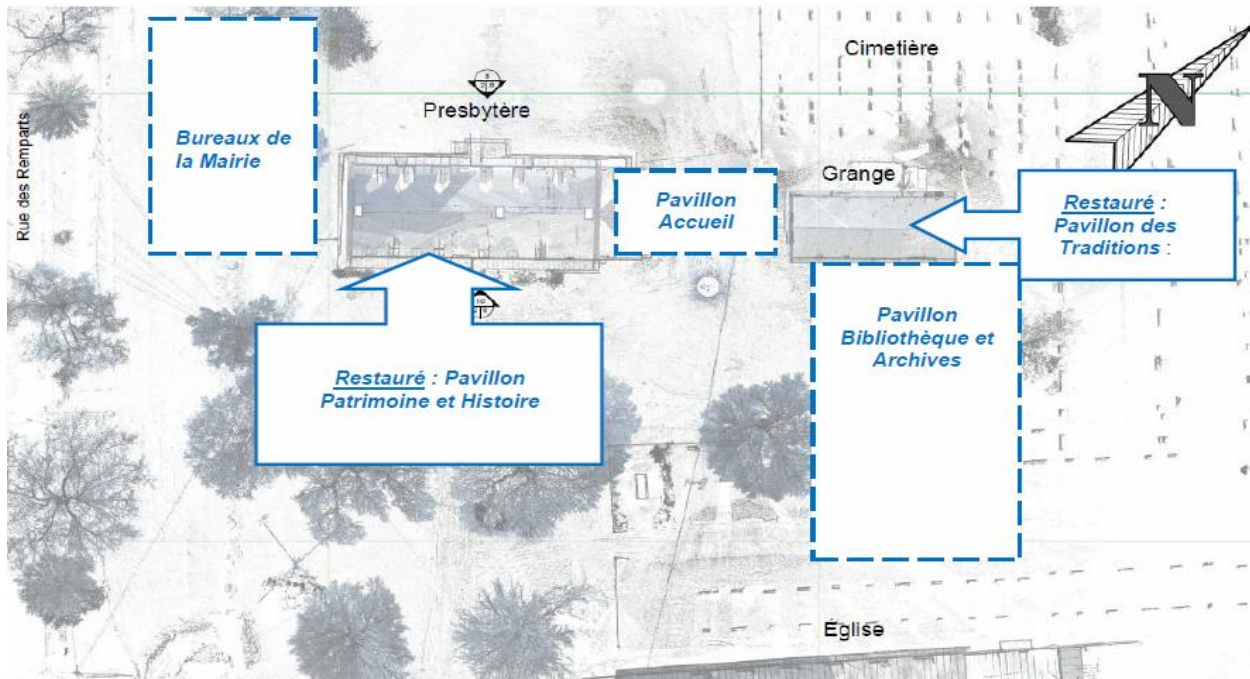 Cimetière
N
Presbytère
Rue des Remparts
Bureaux de
la Mairie
Grange
Pavillon
Accueil
Restauré :
Pavillon des
Traditions :
Pavillon
Bibliothèque et
Archives
Restauré : Pavillon
Patrimoine et Histoire
Église